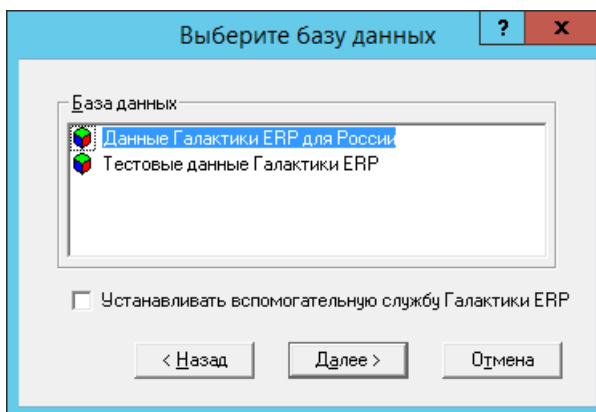 Выберите базу данных
?
x
База данных
Данные Галактики ERP для России
Тестовые данные Галактики ERP
Устанавливать вспомогательную службу Галактики ERP
< Назад
Далее >
Отмена